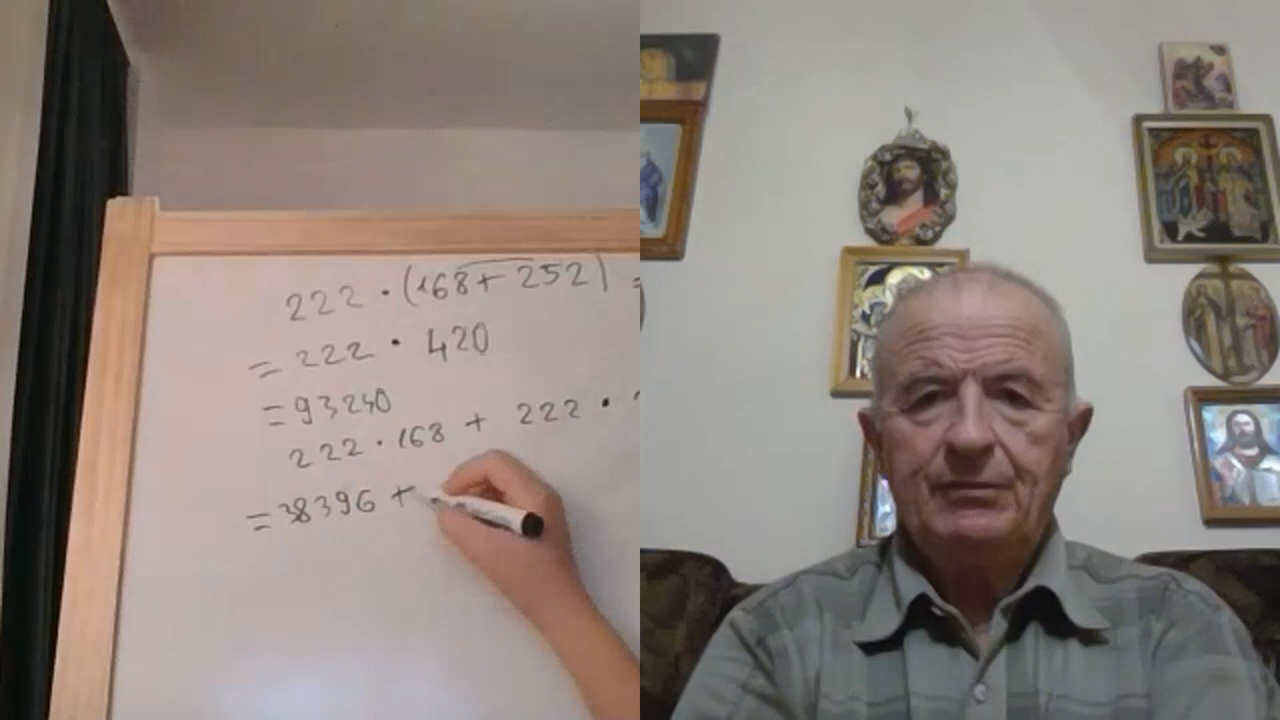 222 · (168 + 252) =
= 222 · 420
= 93240
222 · 168 + 222 ·
= 38396 +